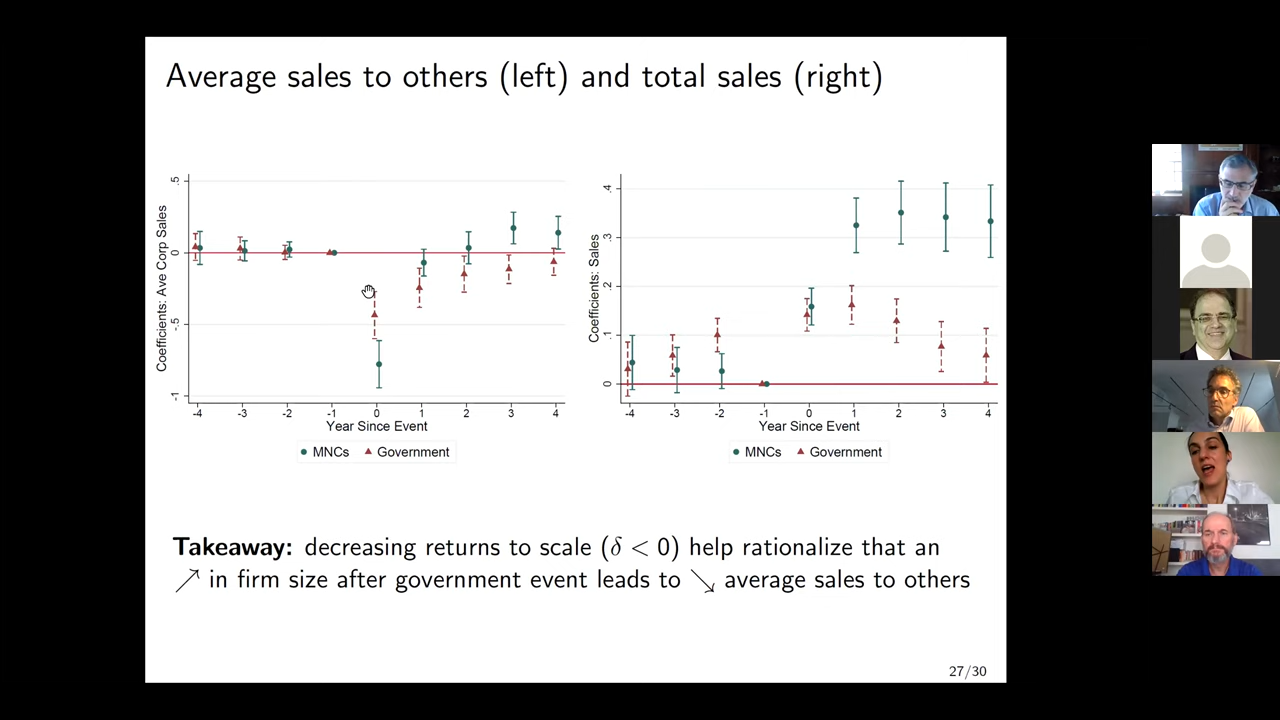 Average sales to others (left) and total sales (right)
Coefficients: Ave Corp Sales
.5
0
-.5
-1
-4 -3 -2 -1 0 1 2 3 4
Year Since Event
MNCs Government
Coefficients: Sales
.4
.3
.2
.1
0
-4 -3 -2 -1 0 1 2 3 4
Year Since Event
MNCs Government
Takeaway: decreasing returns to scale (δ < 0) help rationalize that an
↗ in firm size after government event leads to ↘ average sales to others
27/30